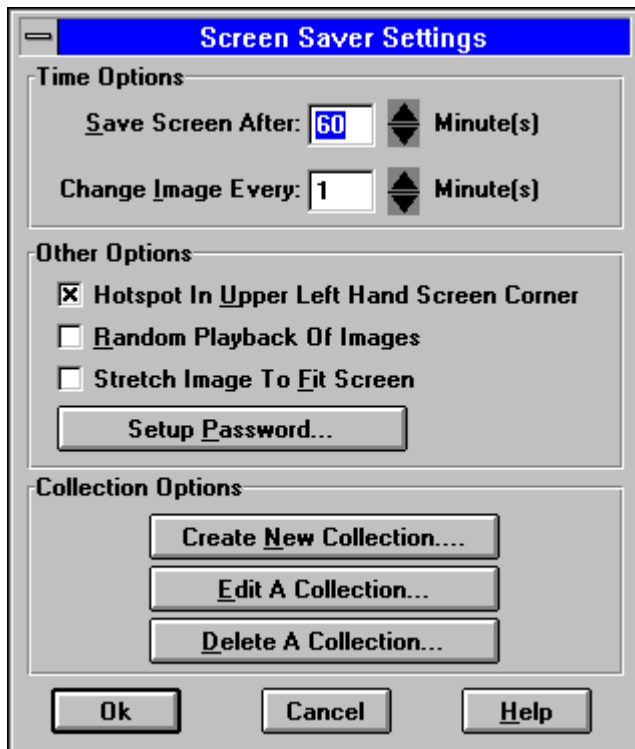 Screen Saver Settings
Time Options
Save Screen After: 60 Minute(s)
Change Image Every: 1 Minute(s)
Other Options
Hotspot In Upper Left Hand Screen Corner
Random Playback Of Images
Stretch Image To Fit Screen
Setup Password...
Collection Options
Create New Collection....
Edit A Collection...
Delete A Collection...
Ok Cancel Help